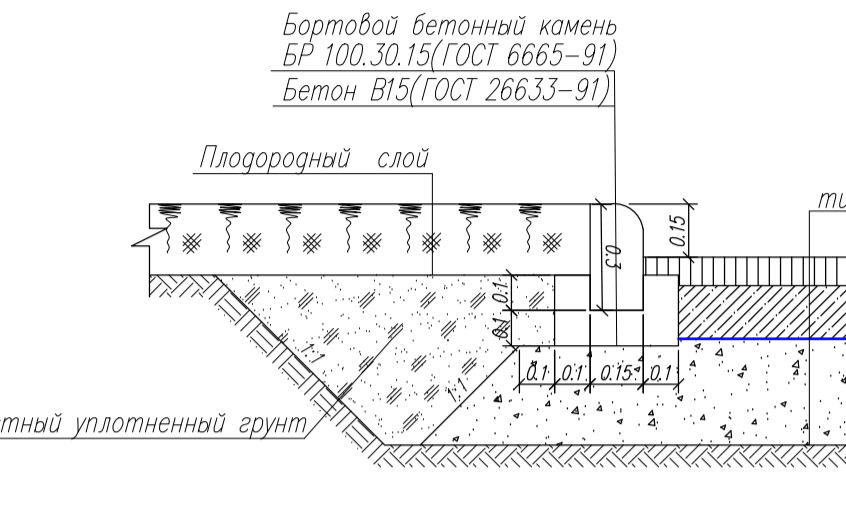 Бортовой бетонный камень
БР 100.30.15(ГОСТ 6665-91)
Бетон В15(ГОСТ 26633-91)
Плодородный слой
0.15
0.3
0.1
0.1
1:1
1:1
0.1 0.1 0.15 0.1
уплотненный грунт